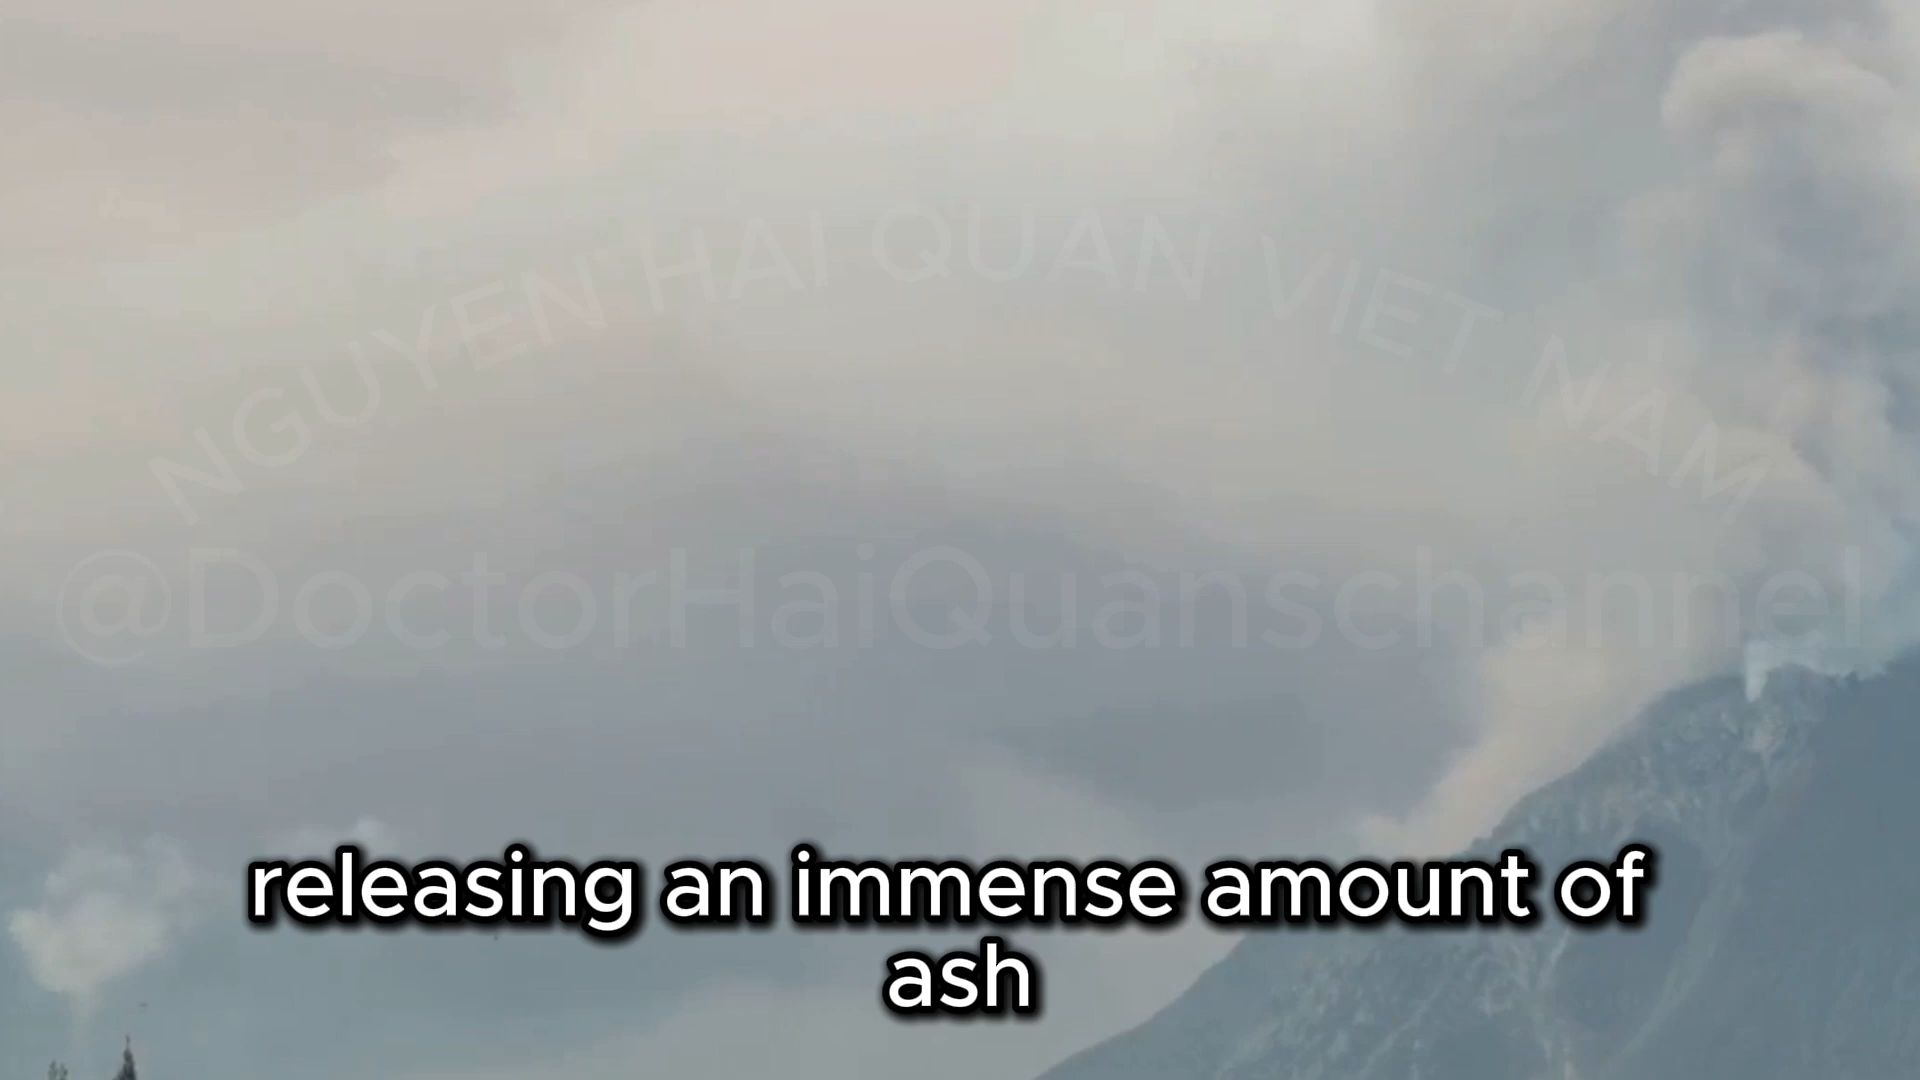 NGUYEN HAI QUAN VIET NAM
@DoctorHaiQuanschannel
releasing an immense amount of
ash